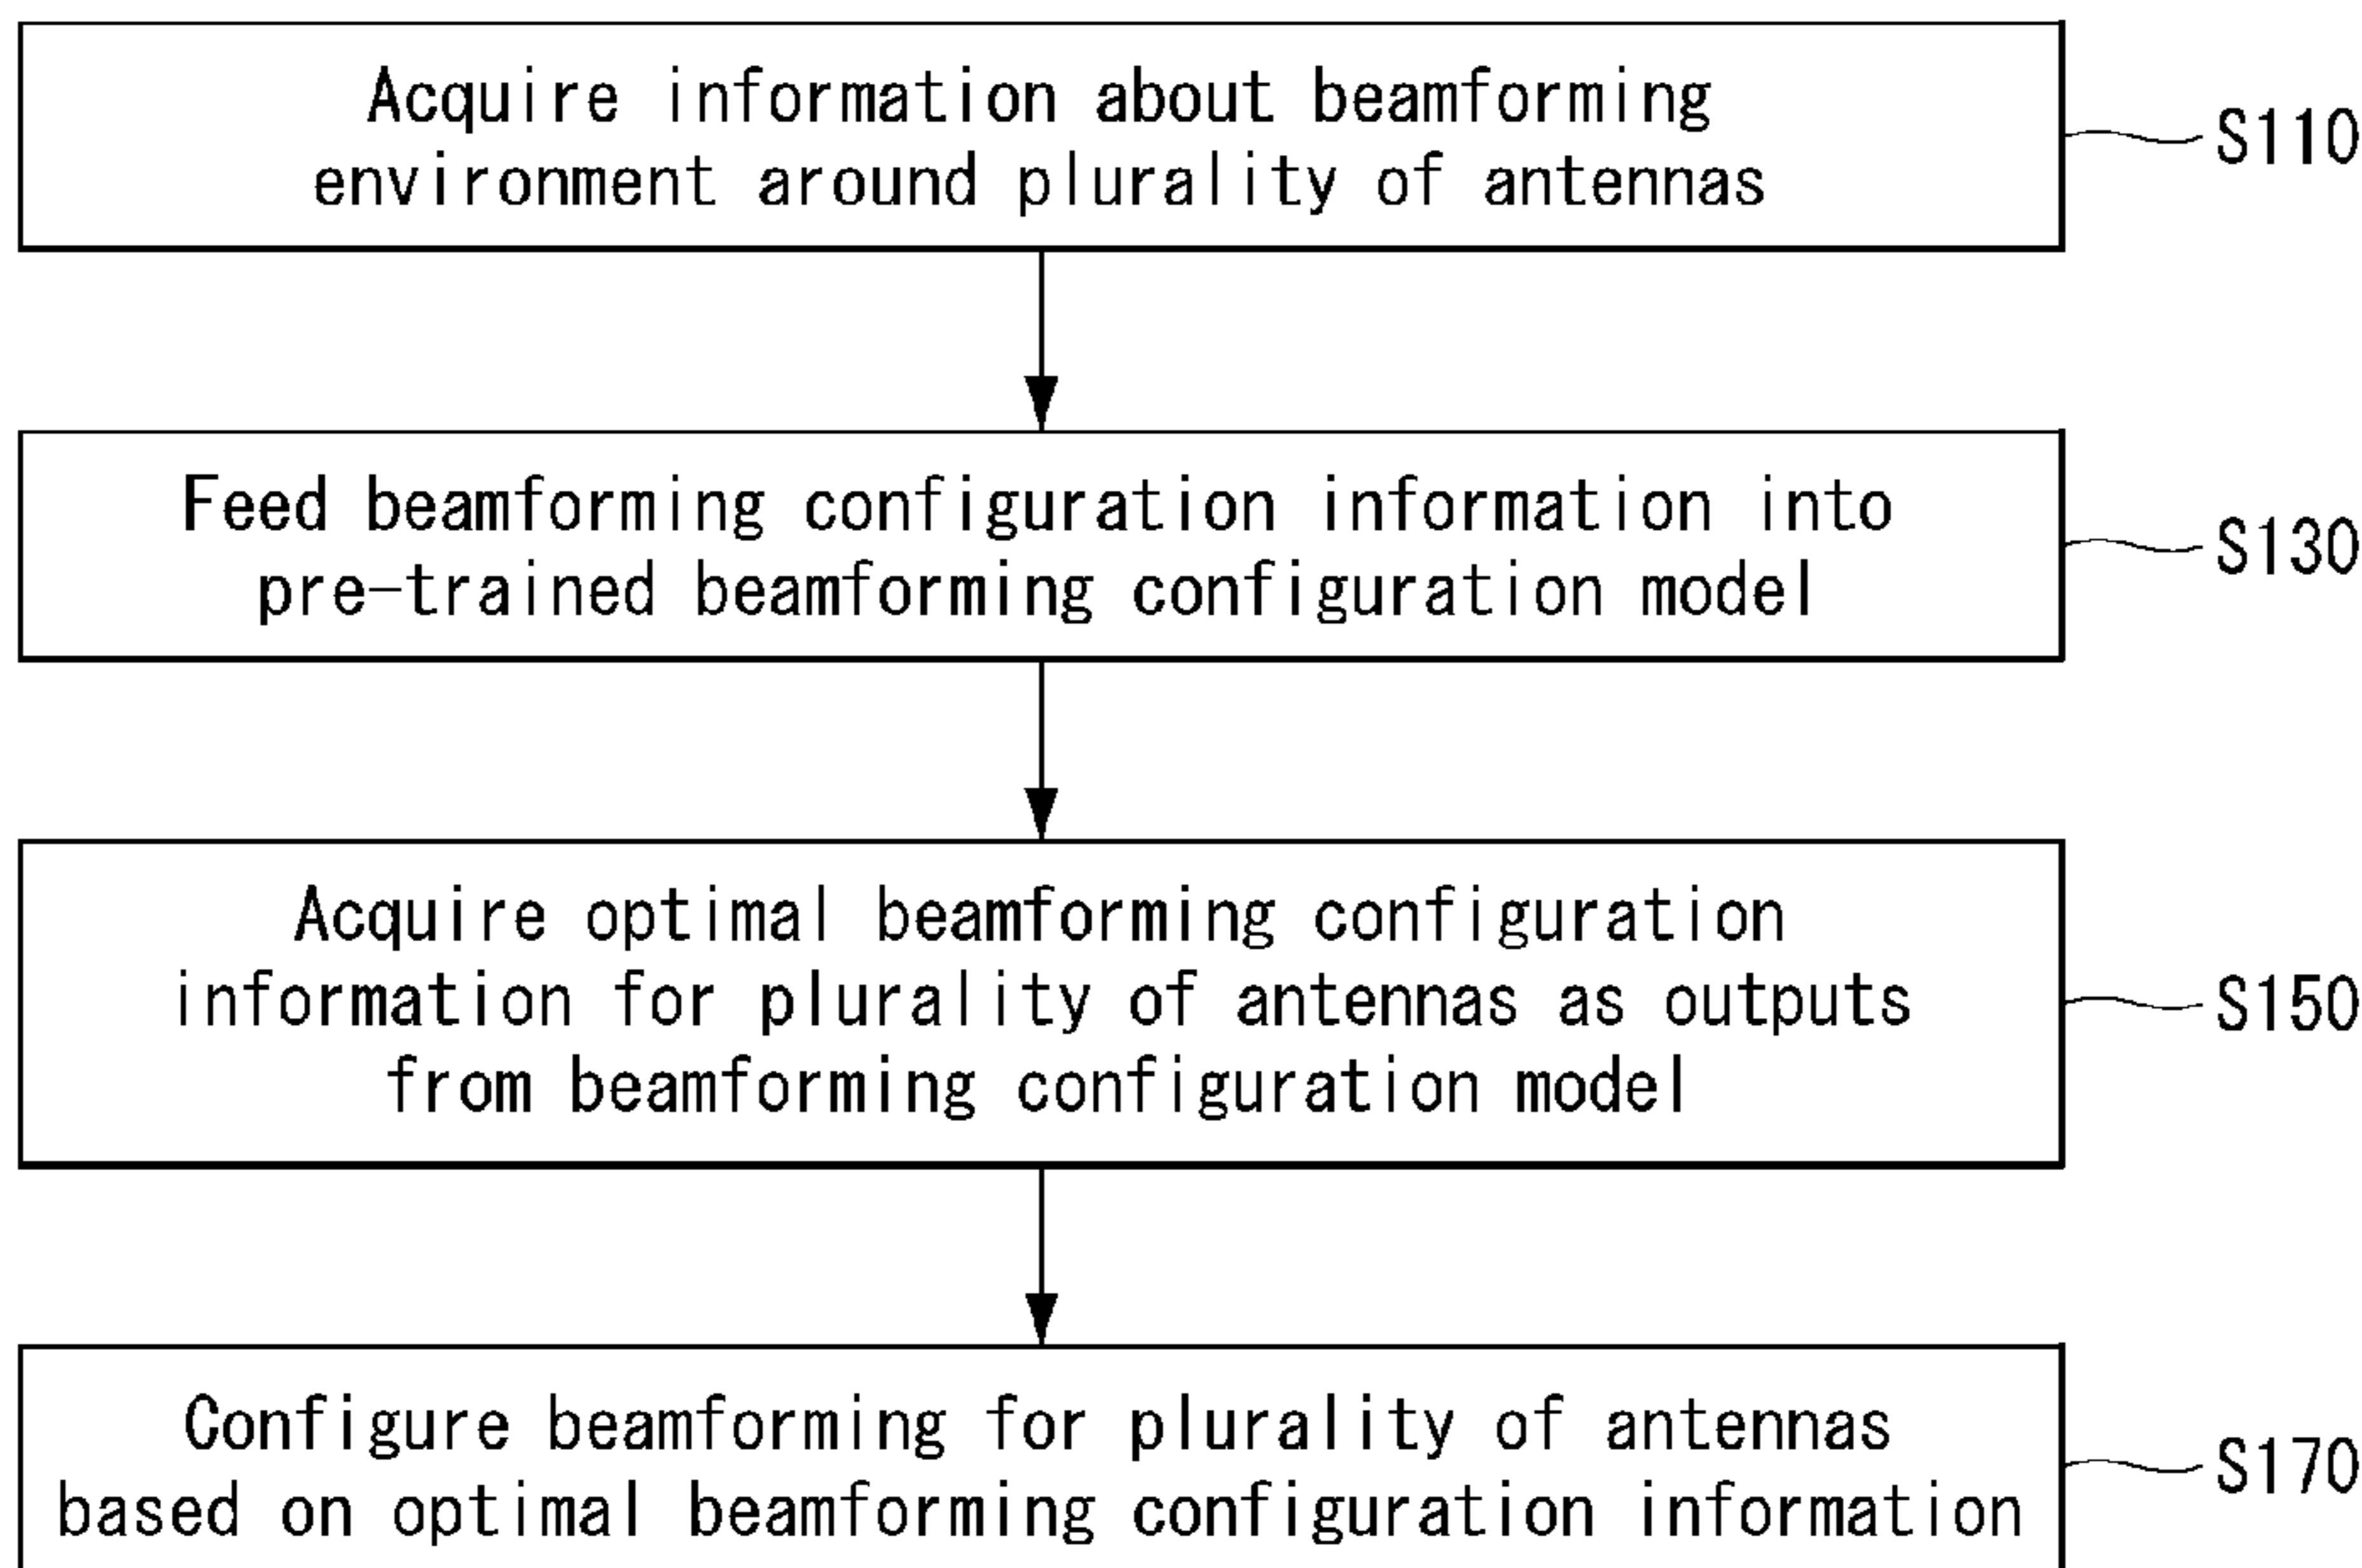 Acquire information about beamforming
environment around plurality of antennas
S110
Feed beamforming configuration information into
pre-trained beamforming configuration model
S130
Acquire optimal beamforming configuration
information for plurality of antennas as outputs
from beamforming configuration model
S150
Configure beamforming for plurality of antennas
based on optimal beamforming configuration information
S170